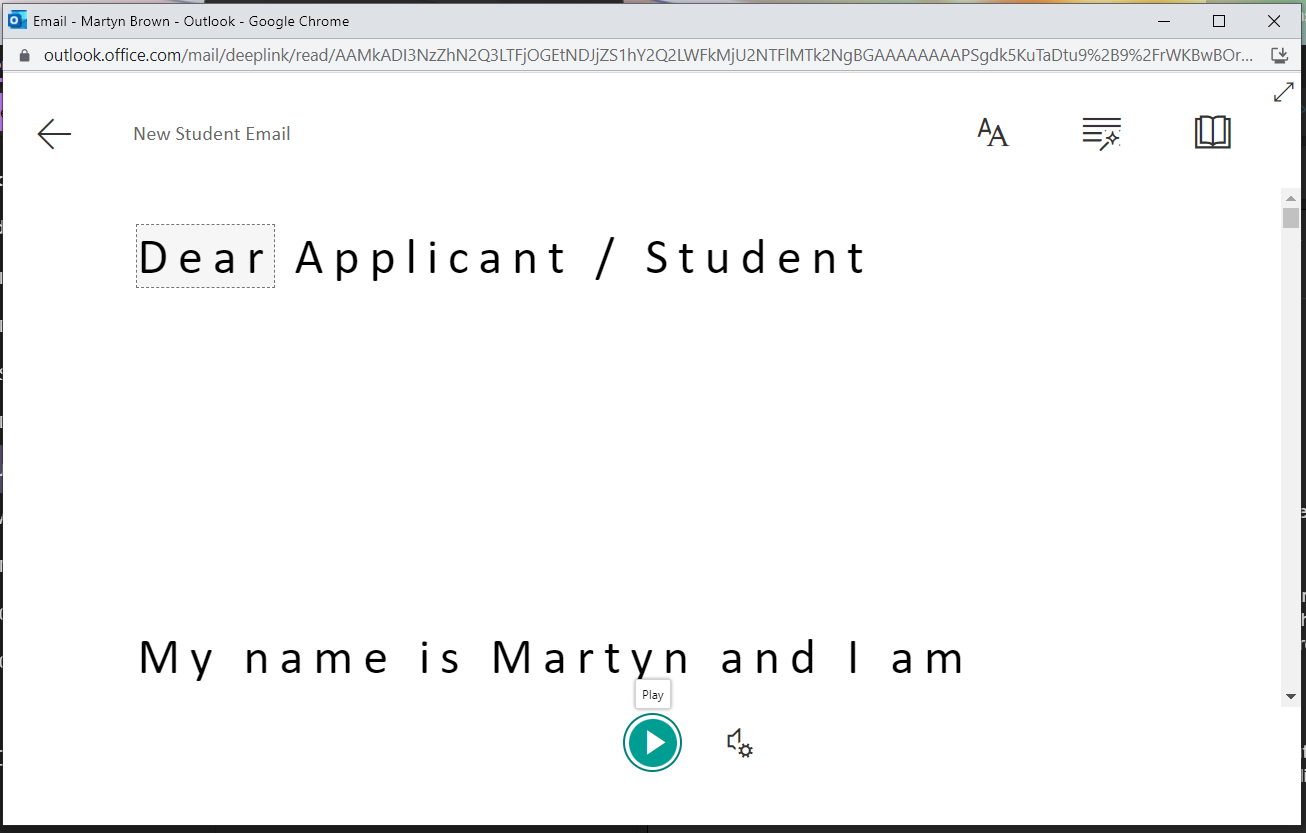 Email - Martyn Brown - Outlook - Google Chrome
outlook.office.com/mail/deeplink/read/AAMkADI3NzZhN2Q3LTFjOGEtNDJjZS1hY2Q2LWFkMjU2NTFlMTk2NgBGAAAAAAAPSgdk5KuTaDtu9%2B9%2FrWKBwBOr...
New Student Email
Dear Applicant / Student
My name is Martyn and I am
Play